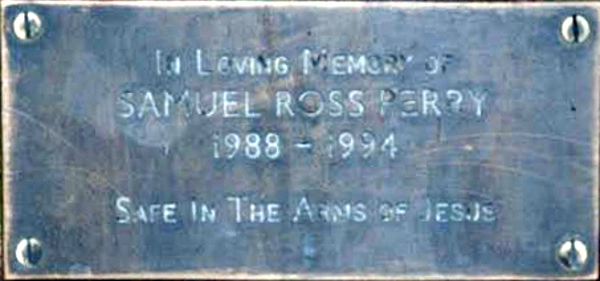 In Loving Memory of
SAMUEL ROSS PERRY
1988 - 1994
Safe In The Arms of Jesus